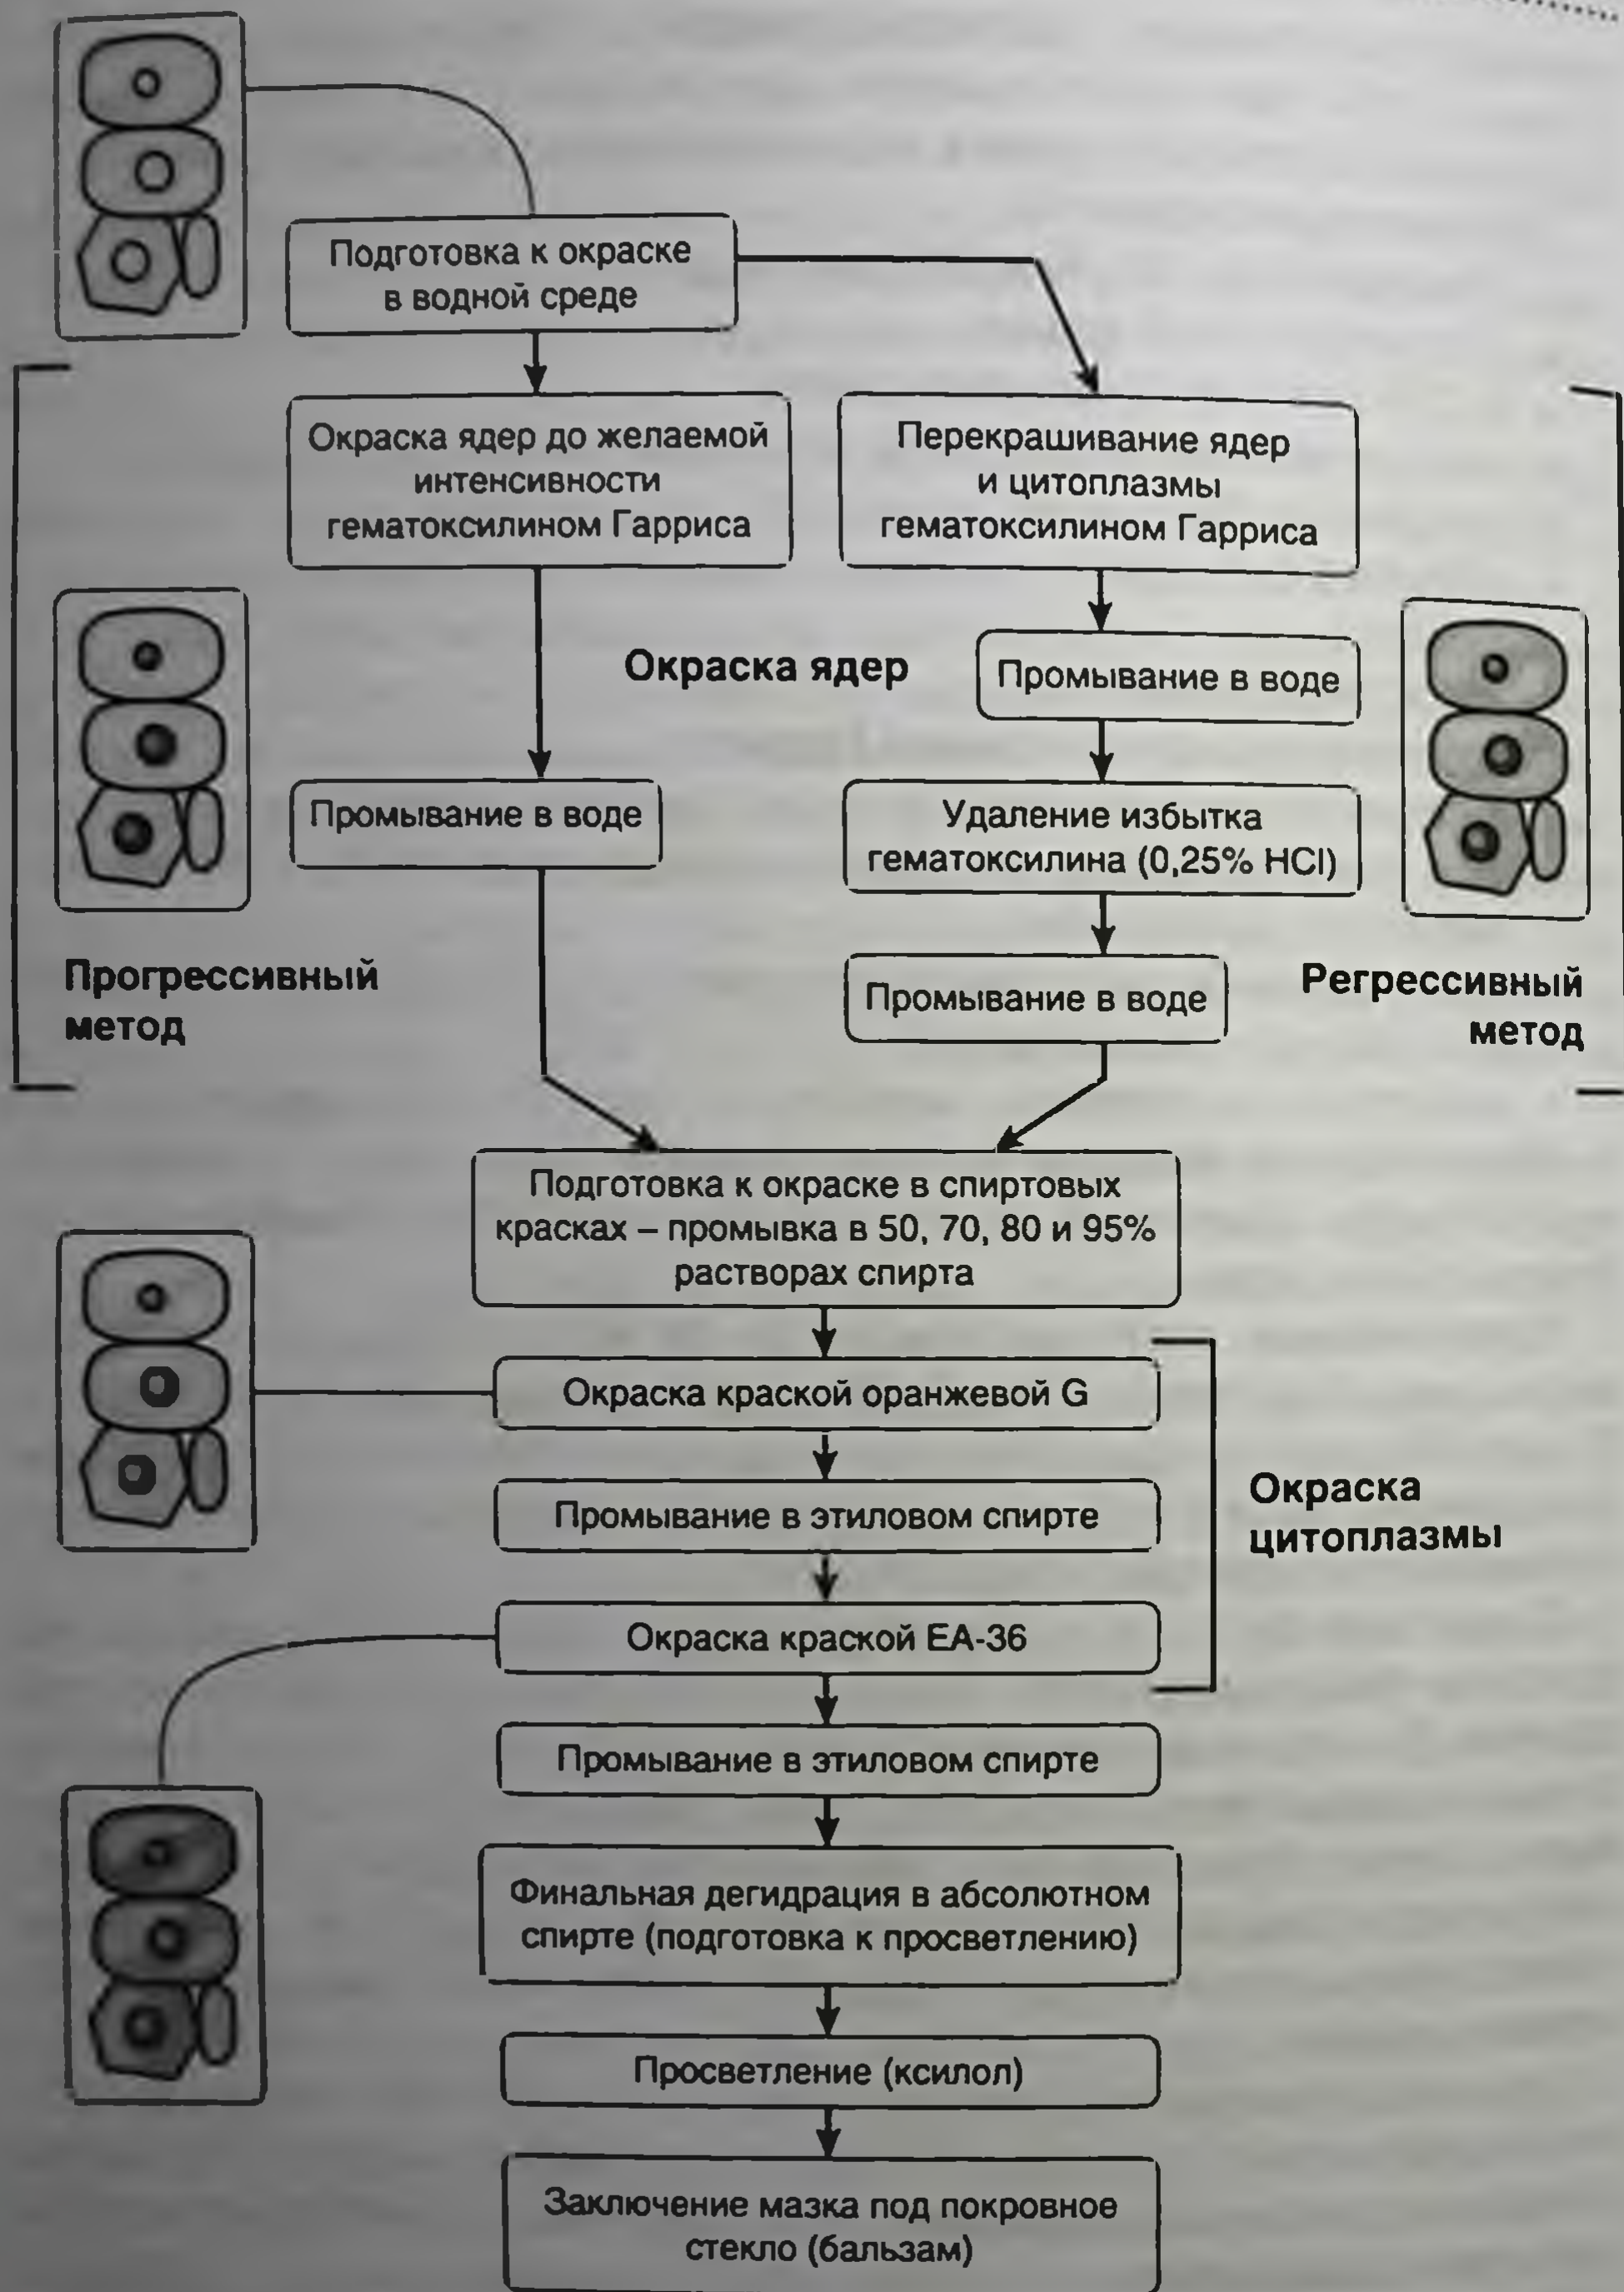 Подготовка к окраске
в водной среде
Окраска ядер до желаемой
интенсивности
гематоксилином Гарриса
Перекрашивание ядер
и цитоплазмы
гематоксилином Гарриса
Окраска ядер
Промывание в воде
Промывание в воде
Удаление избытка
гематоксилина (0,25% HCl)
Прогрессивный
метод
Промывание в воде
Регрессивный
метод
Подготовка к окраске в спиртовых
красках – промывка в 50, 70, 80 и 95%
растворах спирта
Окраска краской оранжевой G
Промывание в этиловом спирте
Окраска
цитоплазмы
Окраска краской EA-36
Промывание в этиловом спирте
Финальная дегидрация в абсолютном
спирте (подготовка к просветлению)
Просветление (ксилол)
Заключение мазка под покровное
стекло (бальзам)